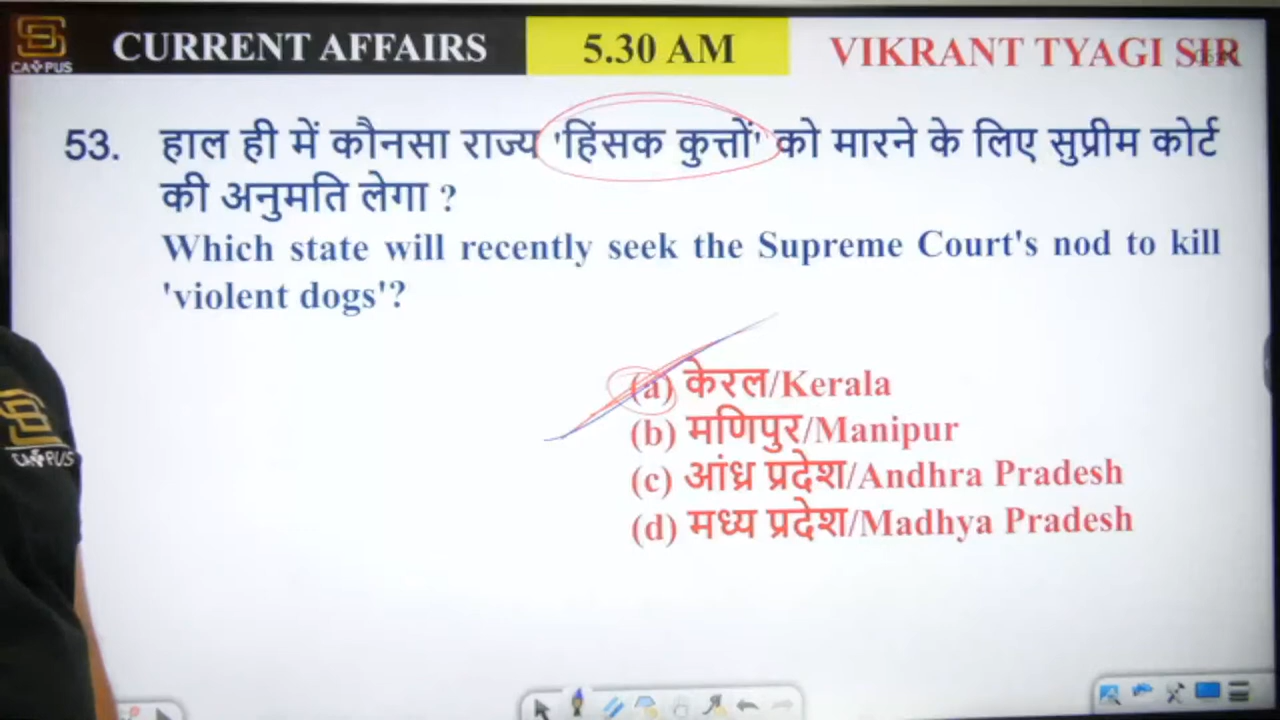 CAMPUS
CURRENT AFFAIRS
5.30 AM
VIKRANT TYAGI SIR
53. हाल ही में कौनसा राज्य 'हिंसक कुत्तों' को मारने के लिए सुप्रीम कोर्ट
की अनुमति लेगा ?
Which state will recently seek the Supreme Court's nod to kill
'violent dogs'?
(a) केरल/Kerala
(b) मणिपुर/Manipur
(c) आंध्र प्रदेश/Andhra Pradesh
(d) मध्य प्रदेश/Madhya Pradesh
CAMPUS